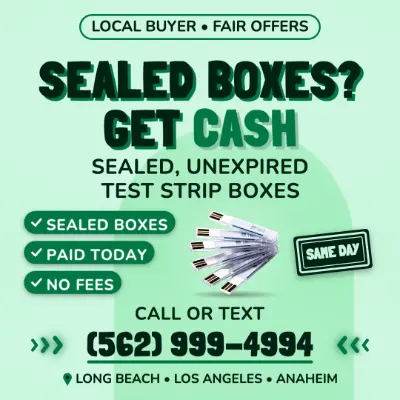 LOCAL BUYER • FAIR OFFERS
SEALED BOXES?
GET CASH
SEALED, UNEXPIRED
TEST STRIP BOXES
SEALED BOXES
PAID TODAY
NO FEES
SAME DAY
CALL OR TEXT
(562) 999-4994
LONG BEACH • LOS ANGELES • ANAHEIM